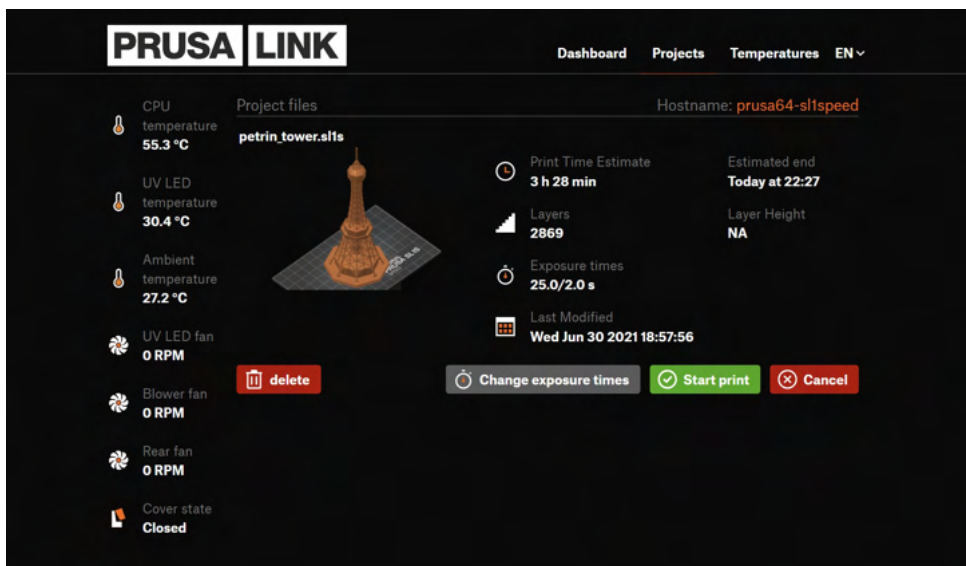 PRUSA LINK
Dashboard Projects Temperatures EN
CPU
temperature
55.3 °C
UV LED
temperature
30.4 °C
Ambient
temperature
27.2 °C
UV LED fan
0 RPM
Blower fan
0 RPM
Rear fan
0 RPM
Cover state
Closed
Project files
Hostname: prusa64-sl1speed
petrin_tower.sl1s
PRUSA SL1S
Print Time Estimate
3 h 28 min
Estimated end
Today at 22:27
Layers
2869
Layer Height
NA
Exposure times
25.0/2.0 s
Last Modified
Wed Jun 30 2021 18:57:56
delete
Change exposure times
Start print
Cancel